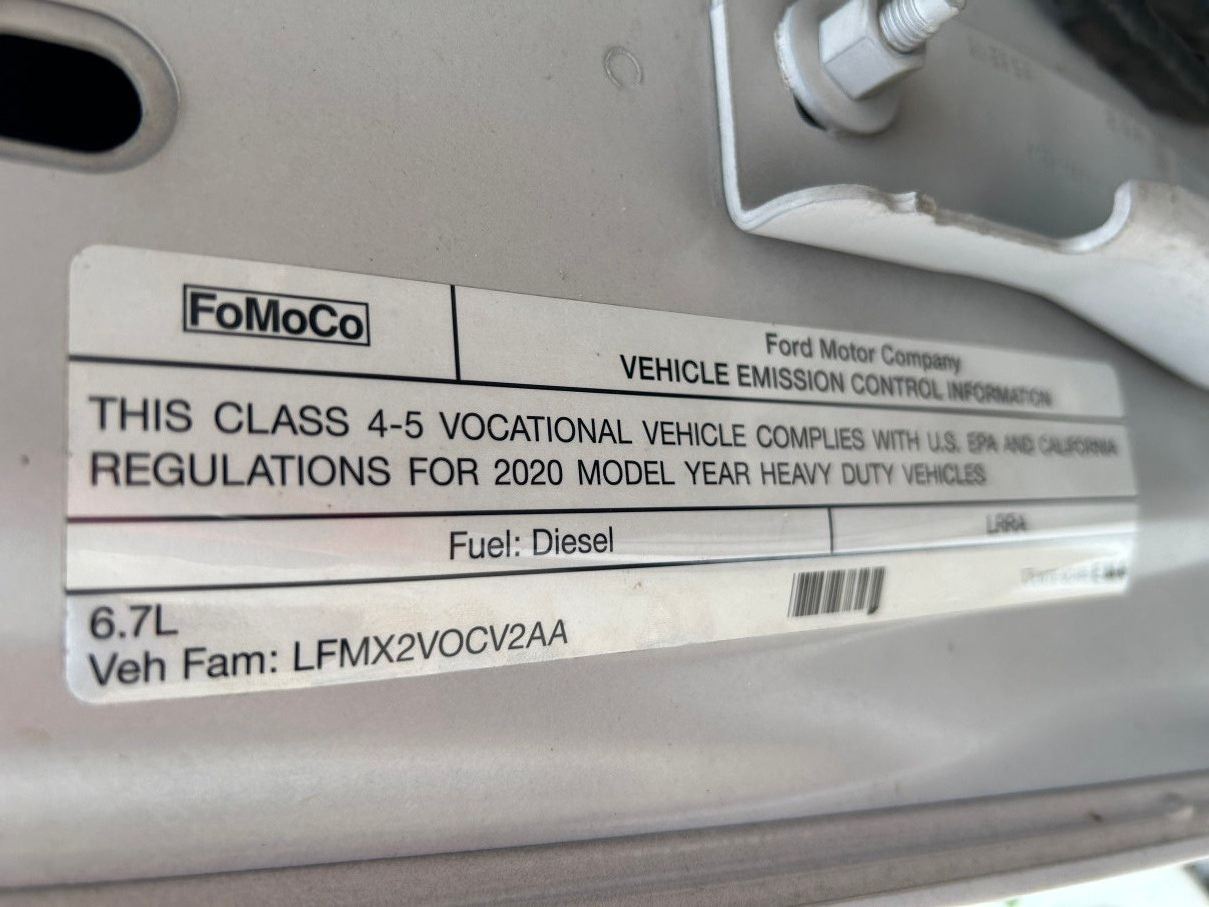 FoMoCo
Ford Motor Company
VEHICLE EMISSION CONTROL INFORMATION
THIS CLASS 4-5 VOCATIONAL VEHICLE COMPLIES WITH U.S. EPA AND CALIFORNIA
REGULATIONS FOR 2020 MODEL YEAR HEAVY DUTY VEHICLES
Fuel: Diesel
LRRA
6.7L
Veh Fam: LFMX2VOCV2AA